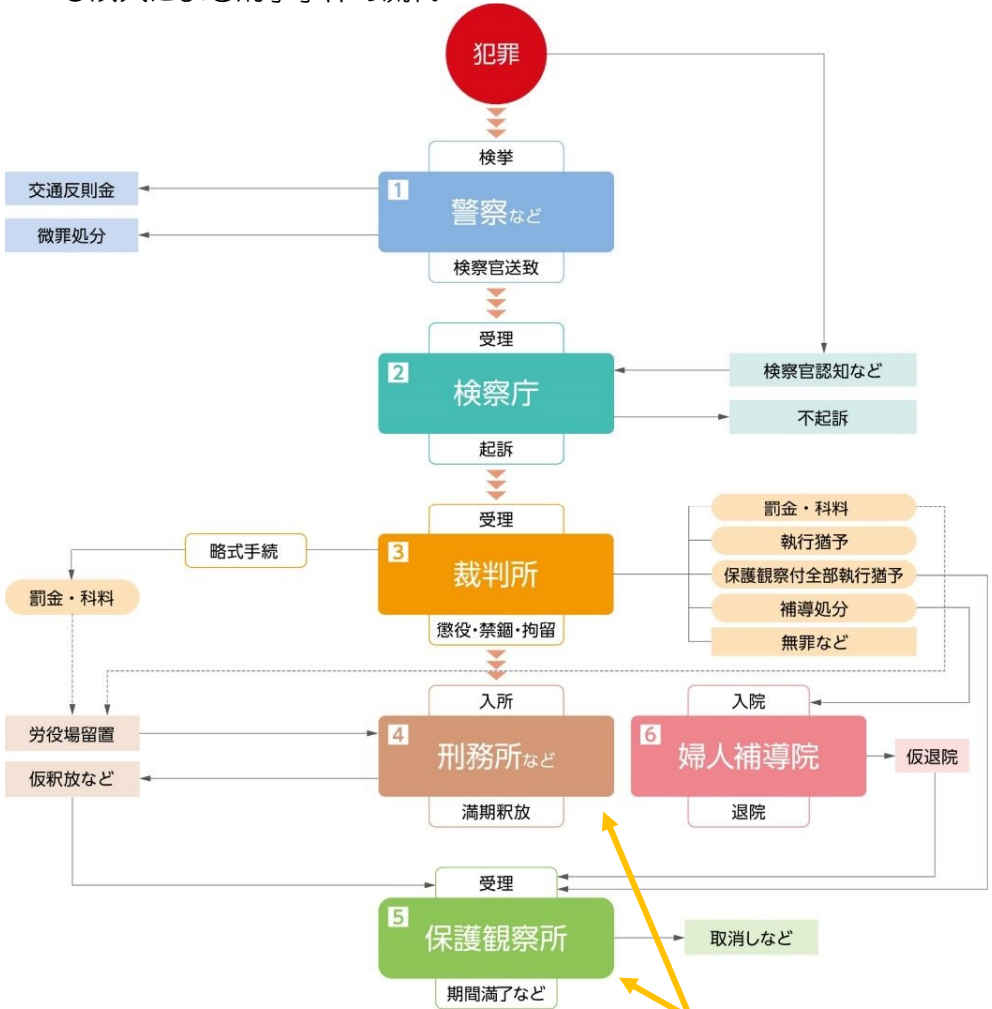 犯罪
検挙
1
警察など
検察官送致
交通反則金
微罪処分
受理
2
検察庁
起訴
検察官認知など
不起訴
受理
3
裁判所
懲役・禁錮・拘留
略式手続
罰金・科料
罰金・科料
執行猶予
保護観察付全部執行猶予
補導処分
無罪など
入所
4
刑務所など
満期釈放
労役場留置
仮釈放など
入院
6
婦人補導院
退院
仮退院
受理
5
保護観察所
期間満了など
取消しなど